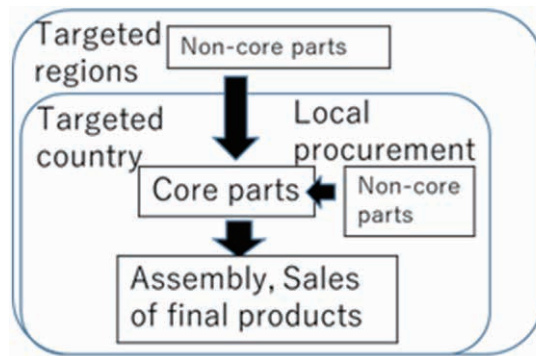 Targeted
regions
Non-core parts
Targeted
country
Local
procurement
Core parts
Non-core
parts
Assembly, Sales
of final products